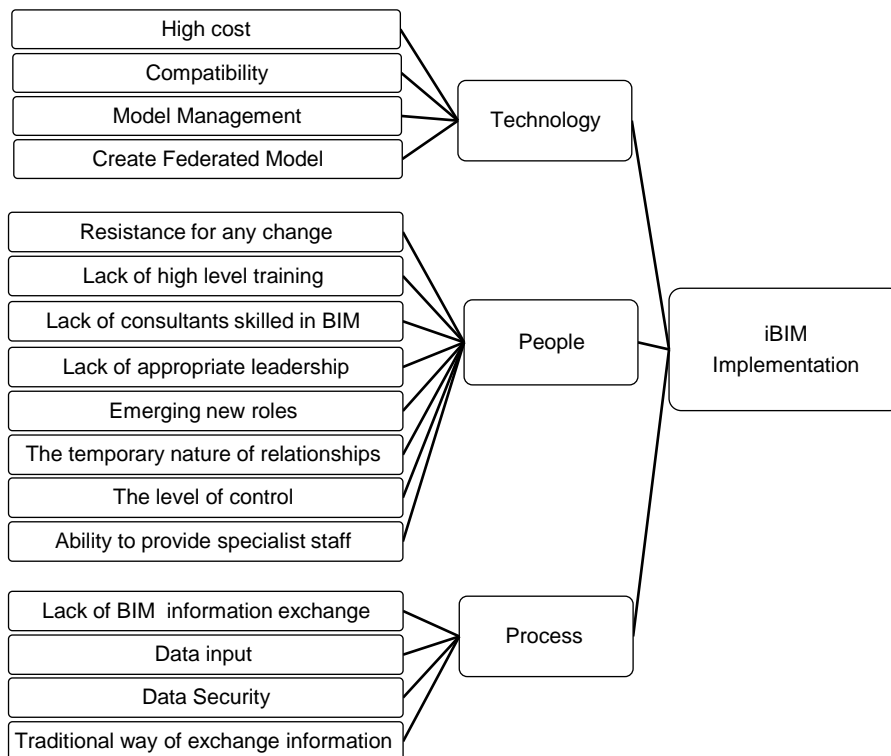 High cost
Compatibility
Model Management
Create Federated Model
Technology
Resistance for any change
Lack of high level training
Lack of consultants skilled in BIM
Lack of appropriate leadership
Emerging new roles
The temporary nature of relationships
The level of control
Ability to provide specialist staff
People
Lack of BIM  information exchange
Data input
Data Security
Traditional way of exchange information
Process
iBIM
Implementation